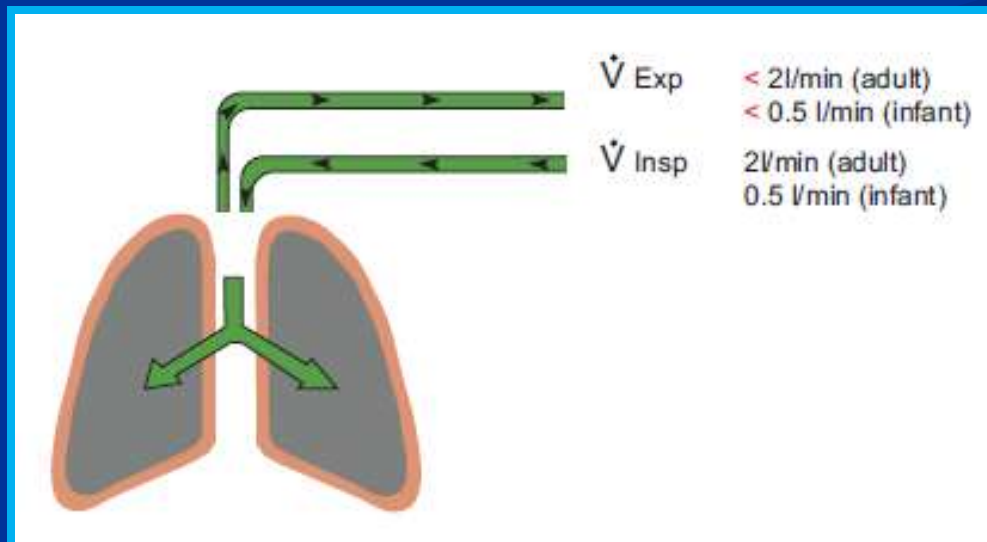 V̇ Exp < 2l/min (adult)
< 0.5 l/min (infant)
V̇ Insp 2l/min (adult)
0.5 l/min (infant)